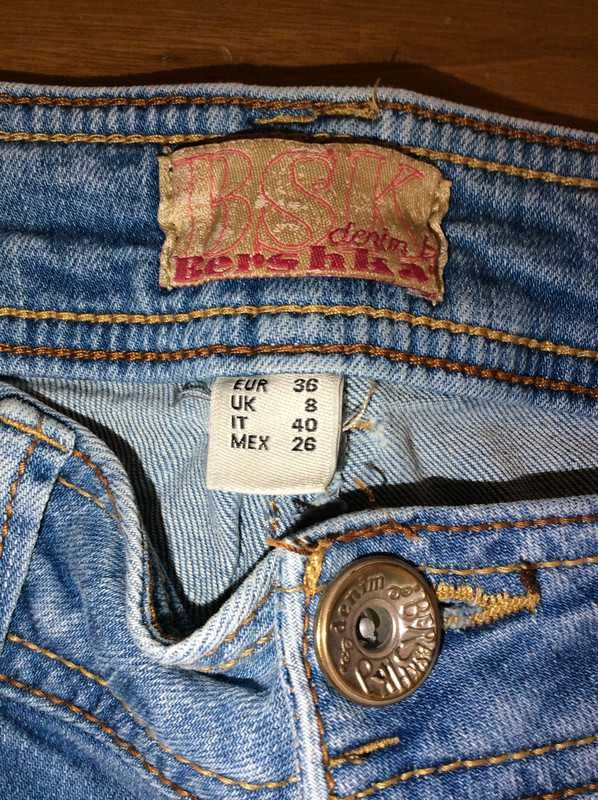 BSK
denim
Bershka
EUR 36
UK 8
IT 40
MEX 26
denim
BERSHKA